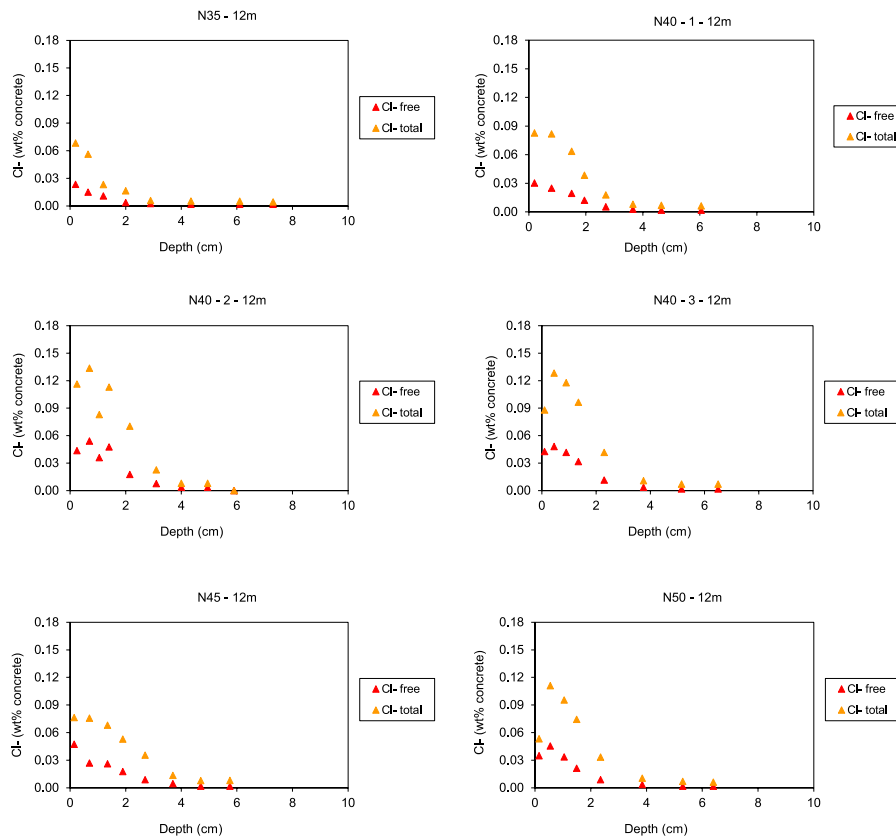 N35 - 12m
0.18
0.15
0.12
0.09
0.06
0.03
0.00
Cl- (wt% concrete)
0 2 4 6 8 10
Depth (cm)
Cl- free
Cl- total
N40 - 1 - 12m
0.18
0.15
0.12
0.09
0.06
0.03
0.00
Cl- (wt% concrete)
0 2 4 6 8 10
Depth (cm)
Cl- free
Cl- total
N40 - 2 - 12m
0.18
0.15
0.12
0.09
0.06
0.03
0.00
Cl- (wt% concrete)
0 2 4 6 8 10
Depth (cm)
Cl- free
Cl- total
N40 - 3 - 12m
0.18
0.15
0.12
0.09
0.06
0.03
0.00
Cl- (wt% concrete)
0 2 4 6 8 10
Depth (cm)
Cl- free
Cl- total
N45 - 12m
0.18
0.15
0.12
0.09
0.06
0.03
0.00
Cl- (wt% concrete)
0 2 4 6 8 10
Depth (cm)
Cl- free
Cl- total
N50 - 12m
0.18
0.15
0.12
0.09
0.06
0.03
0.00
Cl- (wt% concrete)
0 2 4 6 8 10
Depth (cm)
Cl- free
Cl- total